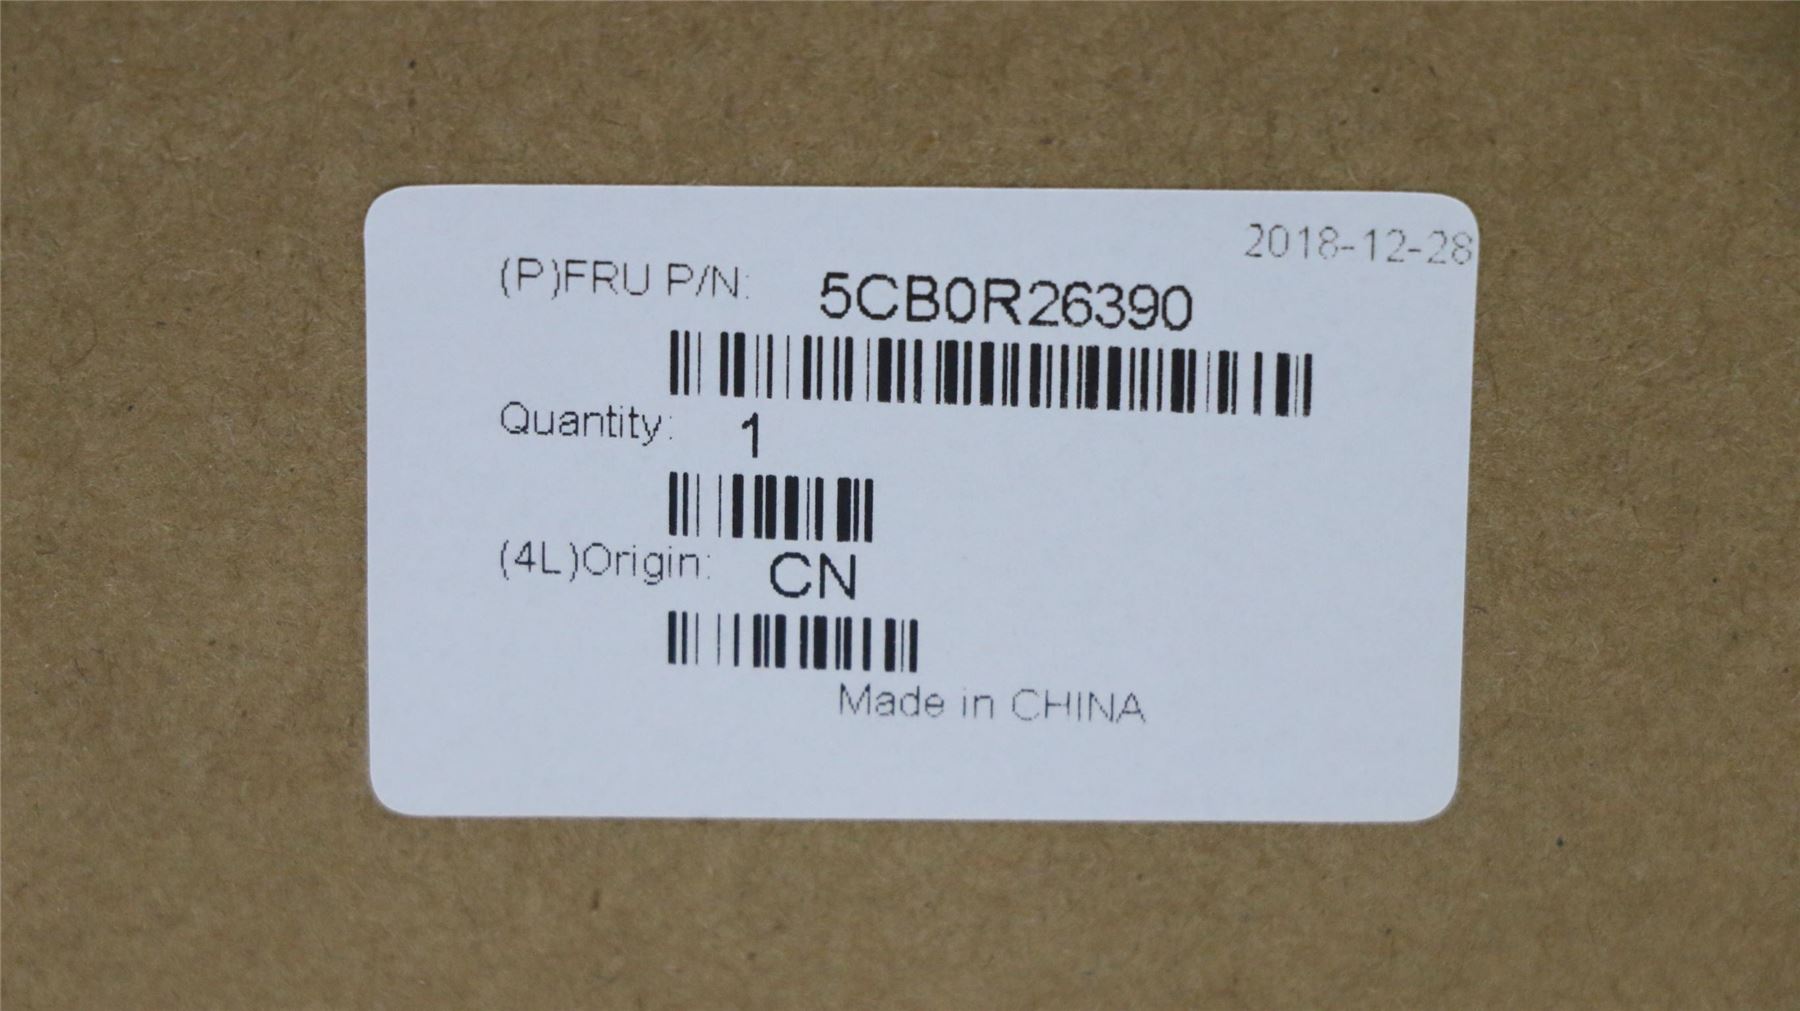 2018-12-28
(P)FRU P/N: 5CB0R26390
Quantity: 1
(4L)Origin: CN
Made in CHINA